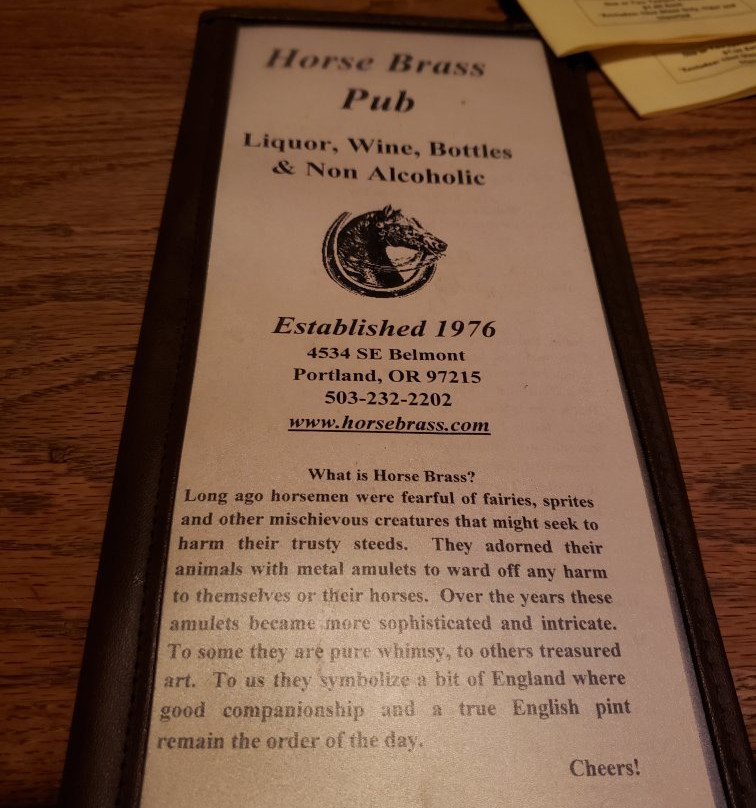 Horse Brass
Pub
Liquor, Wine, Bottles
& Non Alcoholic
Established 1976
4534 SE Belmont
Portland, OR 97215
503-232-2202
www.horsebrass.com
What is Horse Brass?
Long ago horsemen were fearful of fairies, sprites
and other mischievous creatures that might seek to
harm their trusty steeds. They adorned their
animals with metal amulets to ward off any harm
to themselves or their horses. Over the years these
amulets became more sophisticated and intricate.
To some they are pure whimsy, to others treasured
art. To us they symbolize a bit of England where
good companionship and a true English pint
remain the order of the day.
Cheers!